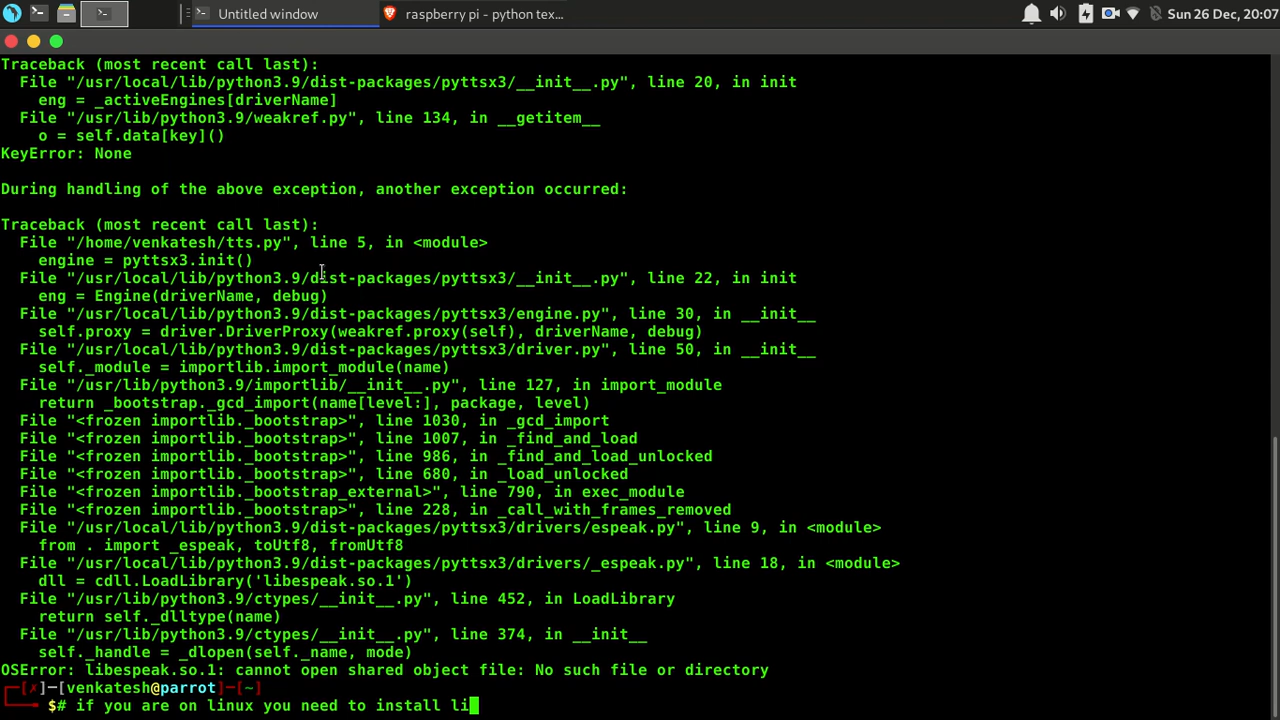 Untitled window
raspberry pi - python tex...
Sun 26 Dec, 20:07
Traceback (most recent call last):
File "/usr/local/lib/python3.9/dist-packages/pyttsx3/__init__.py", line 20, in init
eng = _activeEngines[driverName]
File "/usr/lib/python3.9/weakref.py", line 134, in __getitem__
o = self.data[key]()
KeyError: None
During handling of the above exception, another exception occurred:
Traceback (most recent call last):
File "/home/venkatesh/tts.py", line 5, in <module>
engine = pyttsx3.init()
File "/usr/local/lib/python3.9/dist-packages/pyttsx3/__init__.py", line 22, in init
eng = Engine(driverName, debug)
File "/usr/local/lib/python3.9/dist-packages/pyttsx3/engine.py", line 30, in __init__
self.proxy = driver.DriverProxy(weakref.proxy(self), driverName, debug)
File "/usr/local/lib/python3.9/dist-packages/pyttsx3/driver.py", line 50, in __init__
self._module = importlib.import_module(name)
File "/usr/lib/python3.9/importlib/__init__.py", line 127, in import_module
return _bootstrap._gcd_import(name[level:], package, level)
File "<frozen importlib._bootstrap>", line 1030, in _gcd_import
File "<frozen importlib._bootstrap>", line 1007, in _find_and_load
File "<frozen importlib._bootstrap>", line 986, in _find_and_load_unlocked
File "<frozen importlib._bootstrap>", line 680, in _load_unlocked
File "<frozen importlib._bootstrap_external>", line 790, in exec_module
File "<frozen importlib._bootstrap>", line 228, in _call_with_frames_removed
File "/usr/local/lib/python3.9/dist-packages/pyttsx3/drivers/espeak.py", line 9, in <module>
from . import _espeak, toUtf8, fromUtf8
File "/usr/local/lib/python3.9/dist-packages/pyttsx3/drivers/_espeak.py", line 18, in <module>
dll = cdll.LoadLibrary('libespeak.so.1')
File "/usr/lib/python3.9/ctypes/__init__.py", line 452, in LoadLibrary
return self._dlltype(name)
File "/usr/lib/python3.9/ctypes/__init__.py", line 374, in __init__
self._handle = _dlopen(self._name, mode)
OSError: libespeak.so.1: cannot open shared object file: No such file or directory
┌─[✗]─[venkatesh@parrot]─[~]
└──╼ $# if you are on linux you need to install li